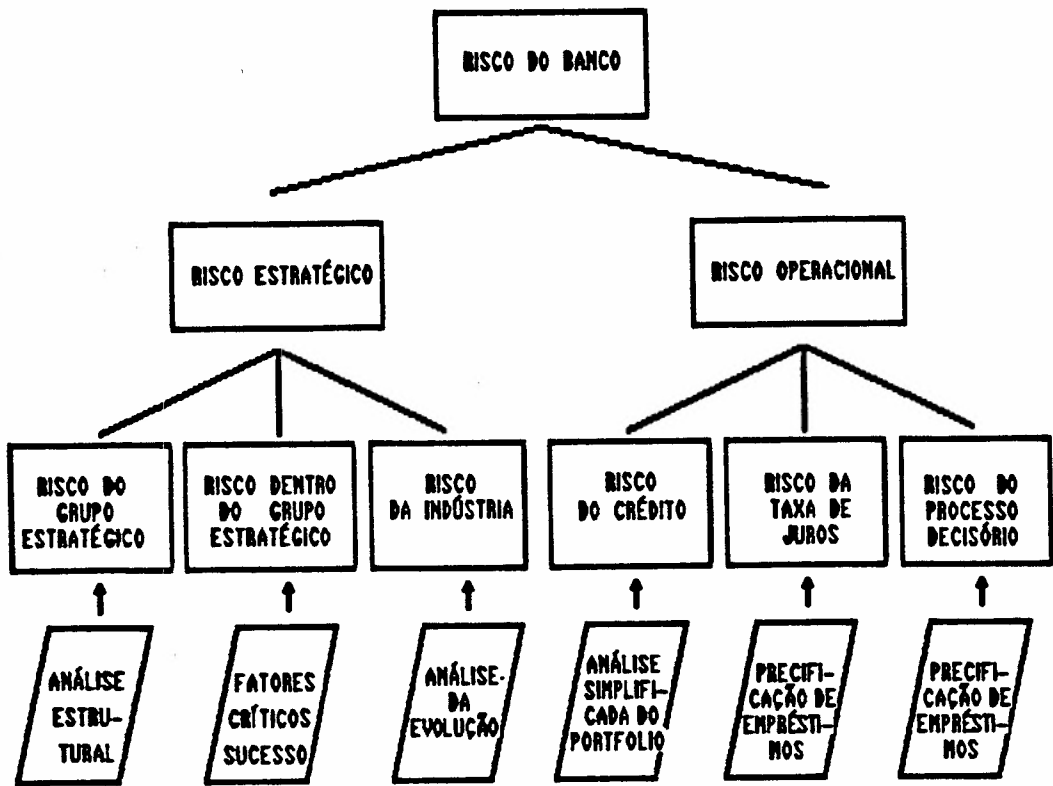 RISCO DO BANCO
RISCO ESTRATÉGICO
RISCO OPERACIONAL
RISCO DO
GRUPO
ESTRATÉGICO
RISCO DENTRO
DO GRUPO
ESTRATÉGICO
RISCO
DA INDÚSTRIA
RISCO
DO CRÉDITO
RISCO DA
TAXA DE
JUROS
RISCO DO
PROCESSO
DECISÓRIO
ANÁLISE
ESTRU-
TURAL
FATORES
CRÍTICOS
SUCESSO
ANÁLISE
DA
EVOLUÇÃO
ANÁLISE
SIMPLIFI-
CADA DO
PORTFOLIO
PRECIFI-
CAÇÃO DE
EMPRÉSTI-
MOS
PRECIFI-
CAÇÃO DE
EMPRÉSTI-
MOS